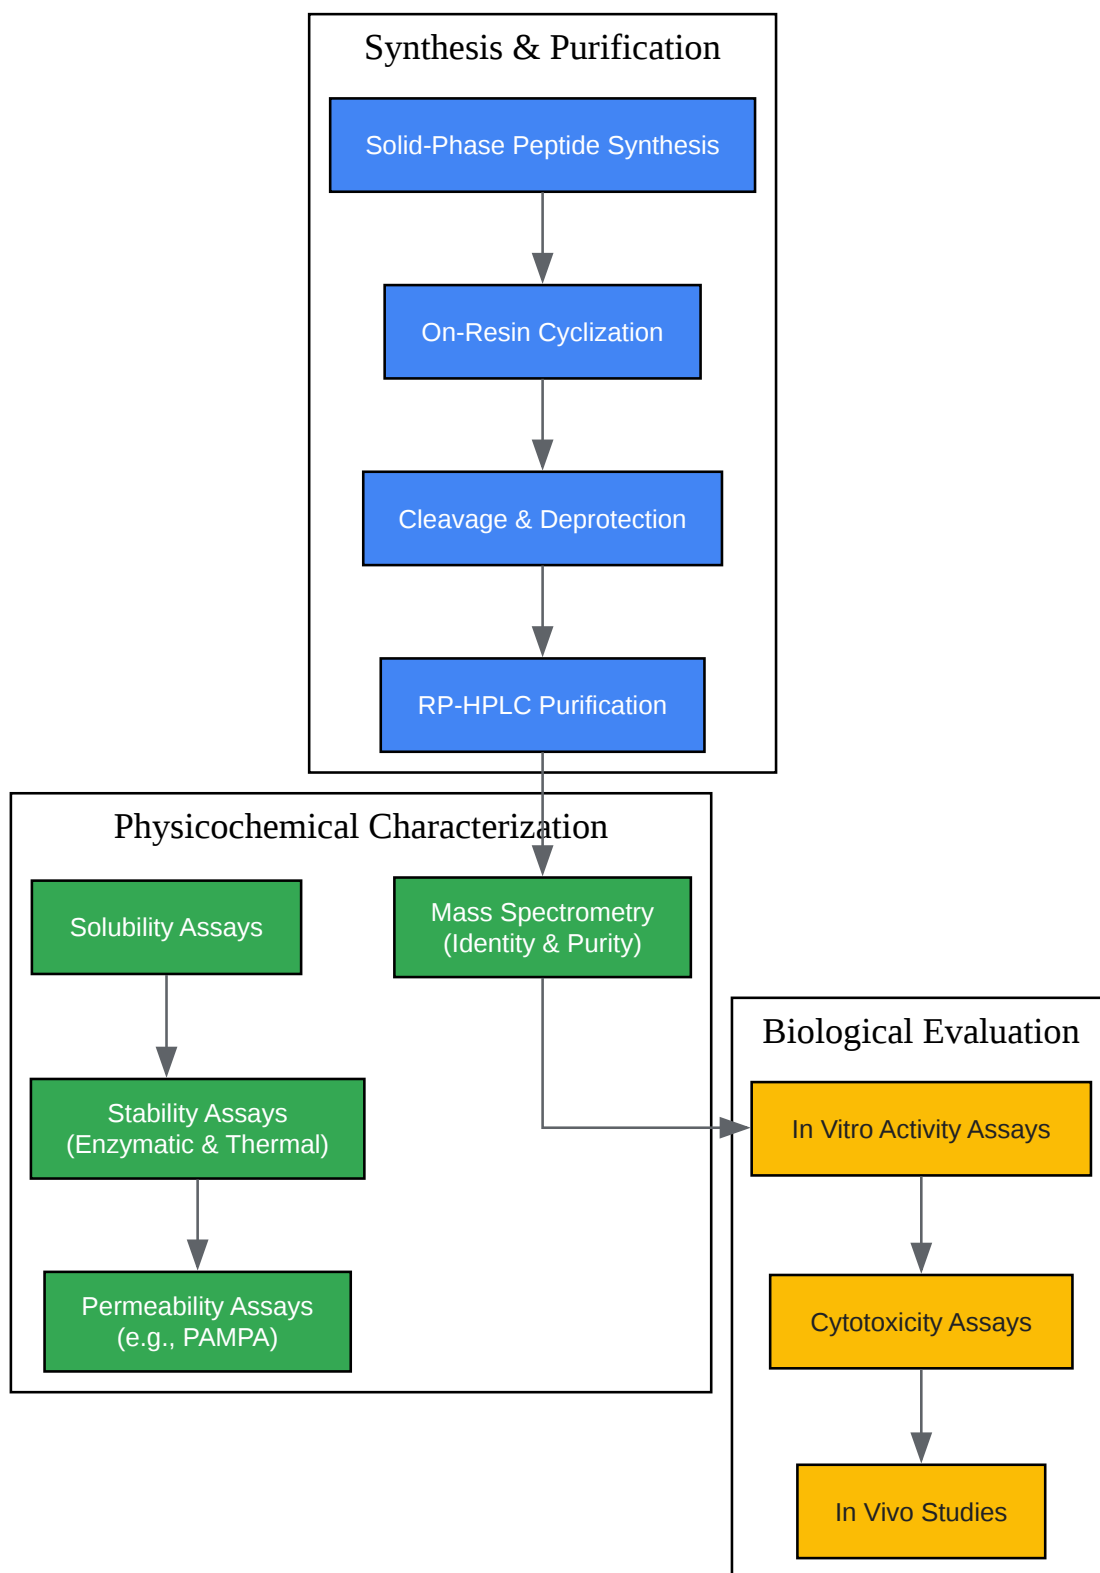 Synthesis & Purification
Solid-Phase Peptide Synthesis
On-Resin Cyclization
Cleavage & Deprotection
RP-HPLC Purification
Physicochemical Characterization
Solubility Assays
Mass Spectrometry
(Identity & Purity)
Stability Assays
(Enzymatic & Thermal)
Permeability Assays
(e.g., PAMPA)
Biological Evaluation
In Vitro Activity Assays
Cytotoxicity Assays
In Vivo Studies